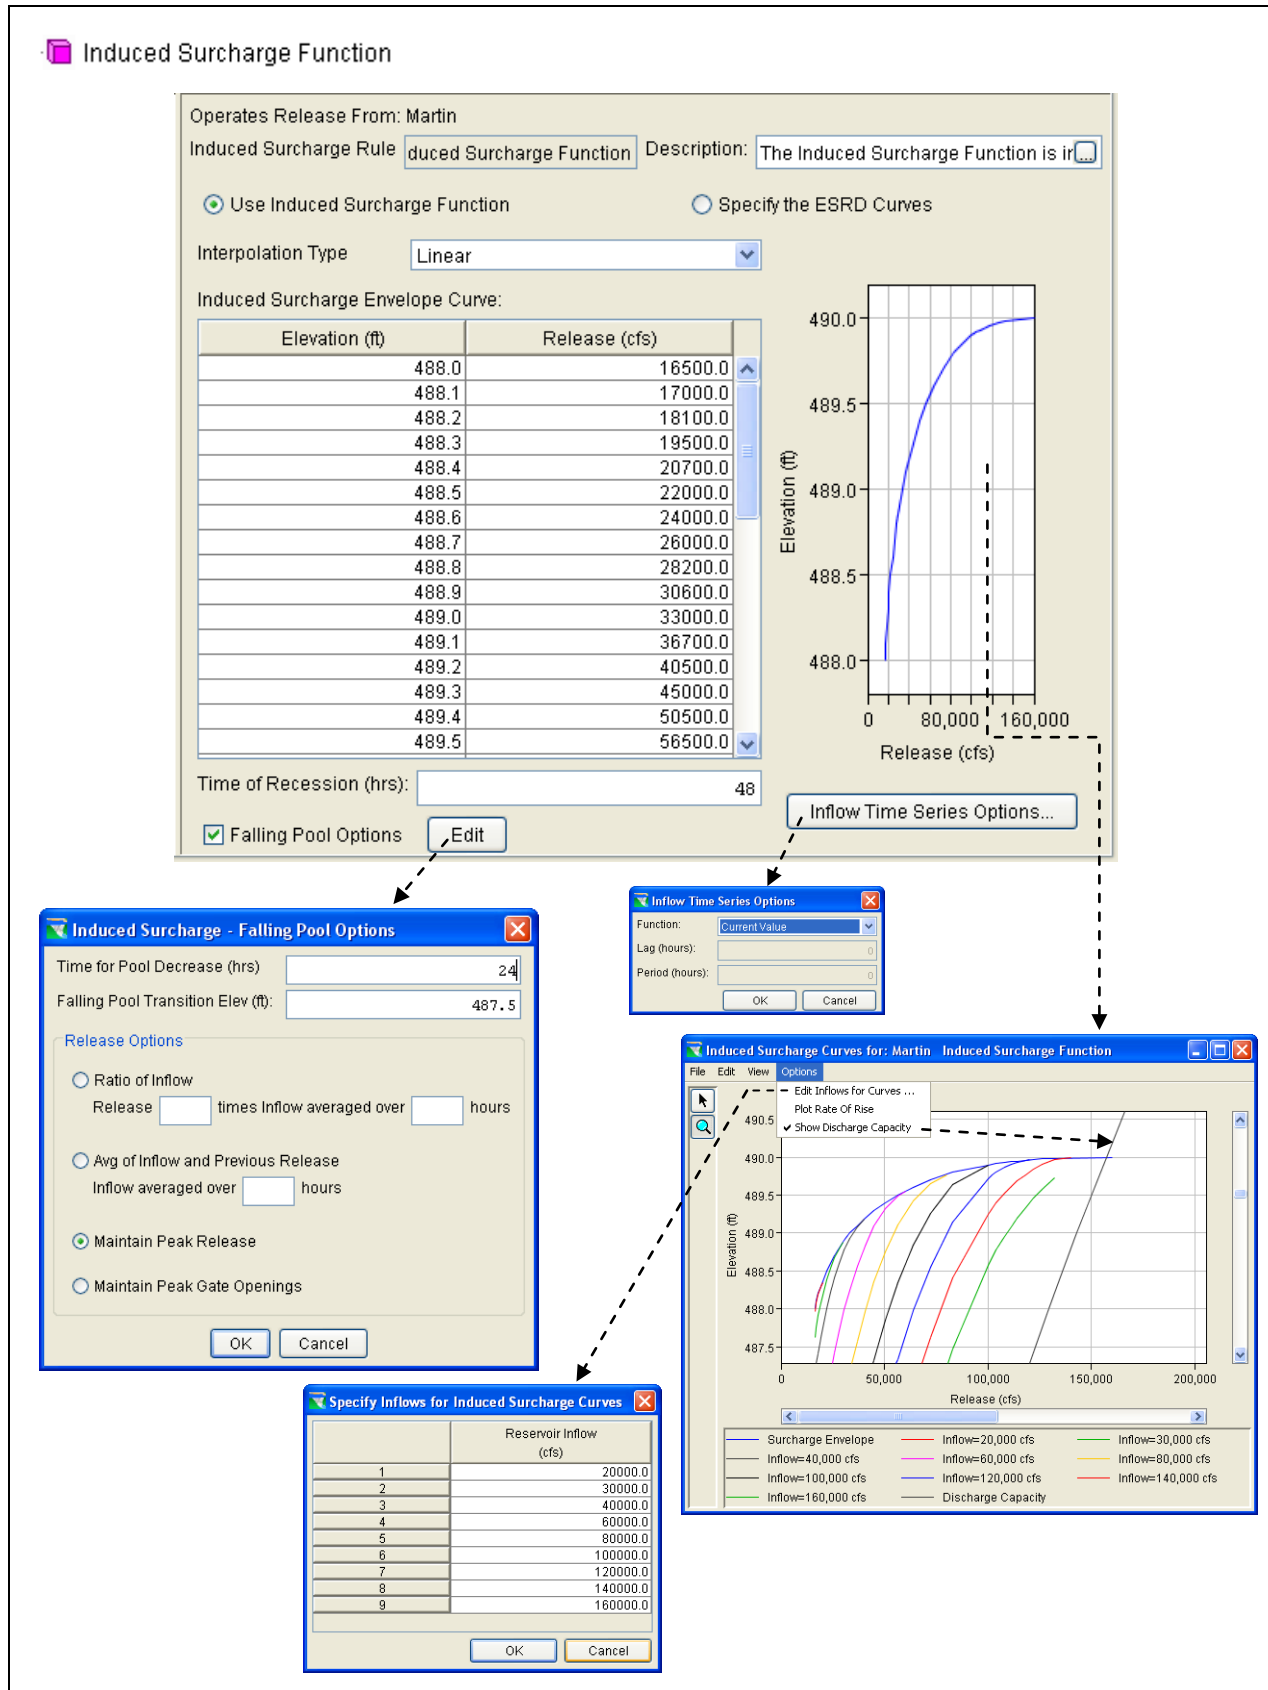 Induced Surcharge Function
Operates Release From: Martin
Induced Surcharge Rule duced Surcharge Function Description: The Induced Surcharge Function is ir ...
Use Induced Surcharge Function Specify the ESRD Curves
Interpolation Type Linear
Induced Surcharge Envelope Curve:
Elevation (ft) Release (cfs)
488.0 16500.0
488.1 17000.0
488.2 18100.0
488.3 19500.0
488.4 20700.0
488.5 22000.0
488.6 24000.0
488.7 26000.0
488.8 28200.0
488.9 30600.0
489.0 33000.0
489.1 36700.0
489.2 40500.0
489.3 45000.0
489.4 50500.0
489.5 56500.0
490.0
489.5
489.0
488.5
488.0
Elevation (ft)
0 80,000 160,000
Release (cfs)
Time of Recession (hrs): 48
Falling Pool Options Edit
Inflow Time Series Options...
Induced Surcharge - Falling Pool Options
Time for Pool Decrease (hrs) 24
Falling Pool Transition Elev (ft): 487.5
Release Options
Ratio of Inflow
Release times Inflow averaged over hours
Avg of Inflow and Previous Release
Inflow averaged over hours
Maintain Peak Release
Maintain Peak Gate Openings
OK Cancel
Inflow Time Series Options
Function: Current Value
Lag (hours): 0
Period (hours): 0
OK Cancel
Induced Surcharge Curves for: Martin Induced Surcharge Function
File Edit View Options
Edit Inflows for Curves ...
Plot Rate Of Rise
Show Discharge Capacity
490.5
490.0
489.5
489.0
488.5
488.0
487.5
Elevation (ft)
0 50,000 100,000 150,000 200,000
Release (cfs)
Surcharge Envelope Inflow=20,000 cfs Inflow=30,000 cfs
Inflow=40,000 cfs Inflow=60,000 cfs Inflow=80,000 cfs
Inflow=100,000 cfs Inflow=120,000 cfs Inflow=140,000 cfs
Inflow=160,000 cfs Discharge Capacity
Specify Inflows for Induced Surcharge Curves
Reservoir Inflow
(cfs)
1 20000.0
2 30000.0
3 40000.0
4 60000.0
5 80000.0
6 100000.0
7 120000.0
8 140000.0
9 160000.0
OK Cancel